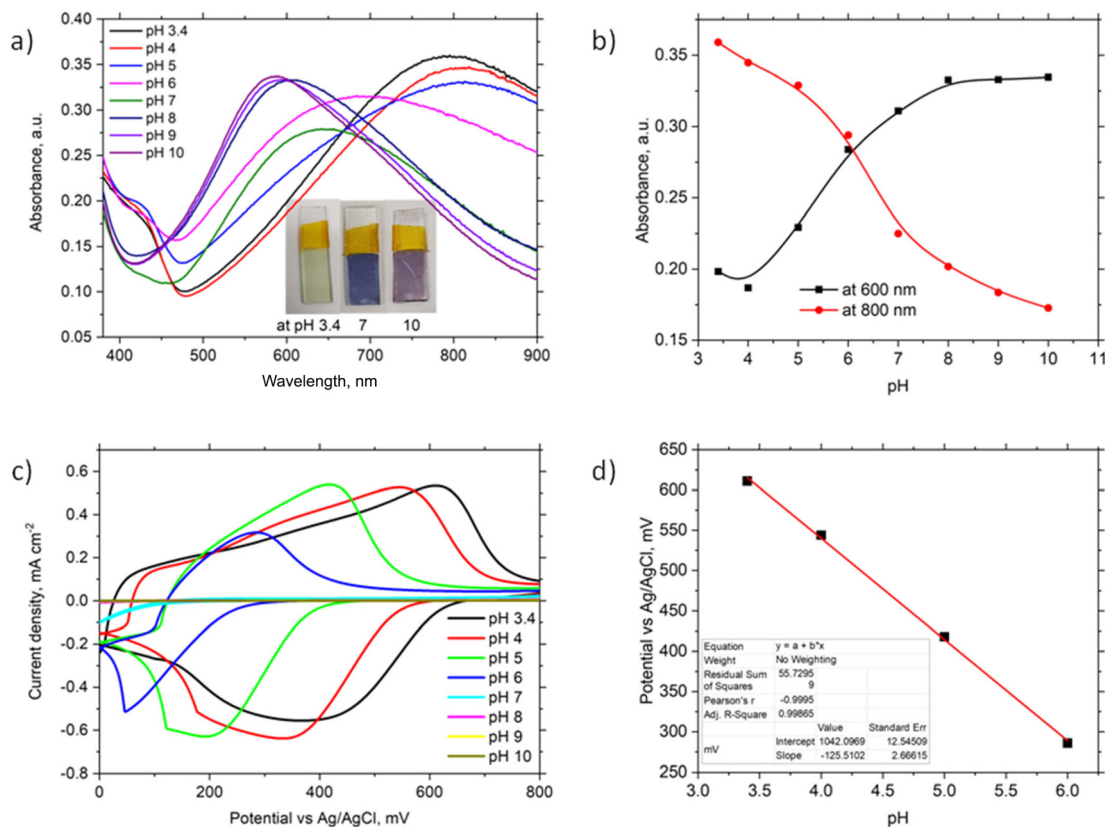 a)
0.40
0.35
0.30
0.25
0.20
0.15
0.10
0.05
Absorbance, a.u.
pH 3.4
pH 4
pH 5
pH 6
pH 7
pH 8
pH 9
pH 10
at pH 3.4 7 10
400 500 600 700 800 900
Wavelength, nm
b)
0.35
0.30
0.25
0.20
0.15
Absorbance, a.u.
at 600 nm
at 800 nm
3 4 5 6 7 8 9 10 11
pH
c)
0.6
0.4
0.2
0.0
-0.2
-0.4
-0.6
-0.8
Current density, mA cm-2
pH 3.4
pH 4
pH 5
pH 6
pH 7
pH 8
pH 9
pH 10
0 200 400 600 800
Potential vs Ag/AgCl, mV
d)
650
600
550
500
450
400
350
300
250
Potential vs Ag/AgCl, mV
Equation y = a + b*x
Weight No Weighting
Residual Sum 55.7295
of Squares 9
Pearson's r -0.9995
Adj. R-Square 0.99865
Value Standard Err
mV Intercept 1042.0969 12.54509
Slope -125.5102 2.66615
3.5 4.0 4.5 5.0 5.5 6.0
pH